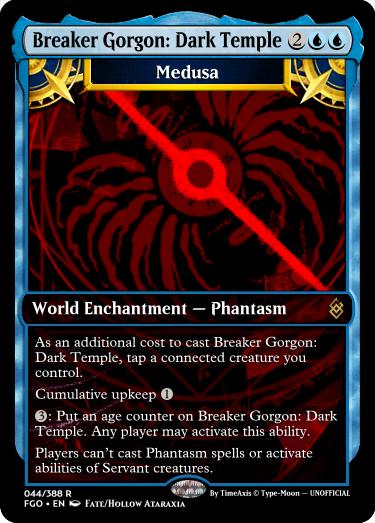 Breaker Gorgon: Dark Temple 2
Medusa
World Enchantment — Phantasm
As an additional cost to cast Breaker Gorgon:
Dark Temple, tap a connected creature you
control.
Cumulative upkeep 1
3: Put an age counter on Breaker Gorgon: Dark
Temple. Any player may activate this ability.
Players can't cast Phantasm spells or activate
abilities of Servant creatures.
044/388 R
FGO • EN Fate/Hollow Ataraxia
By TimeAxis © Type-Moon — UNOFFICIAL